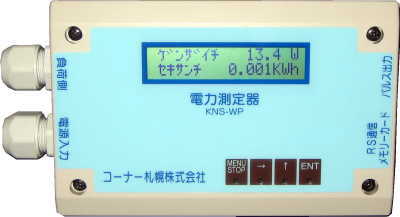 ゲンザイチ 13.4 W
セキサンチ 0.001KWh
電力測定器
KNS-WP
負荷側
電源入力
パルス出力
RS通信
メモリーカード
MENU
STOP
→
↑
ENT
コーナー札幌株式会社